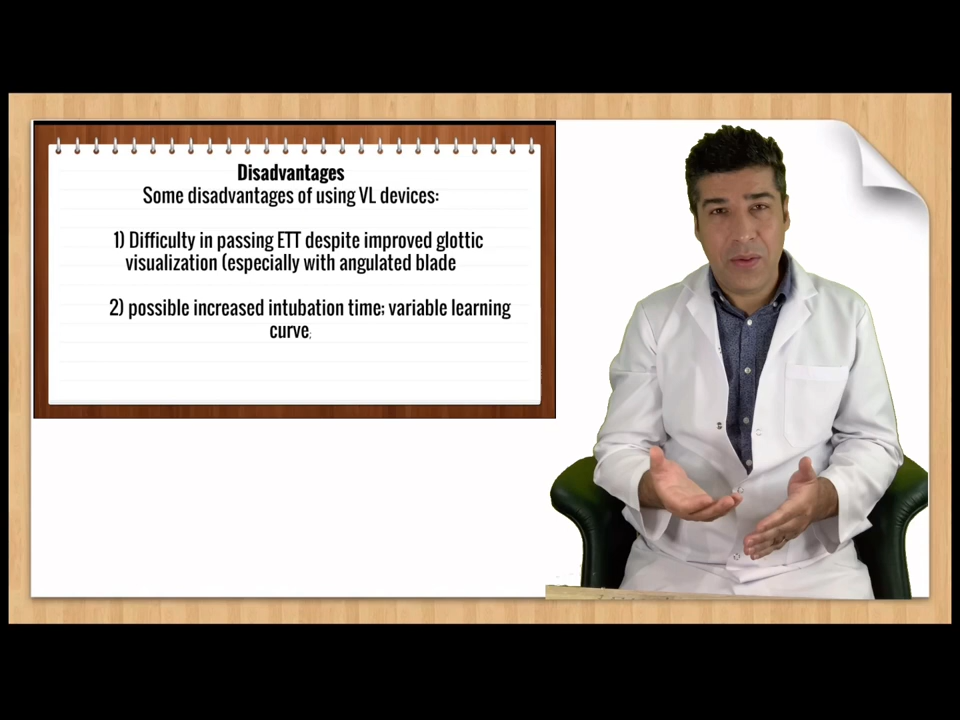 Disadvantages
Some disadvantages of using VL devices:
1) Difficulty in passing ETT despite improved glottic
visualization (especially with angulated blade
2) possible increased intubation time; variable learning
curve;